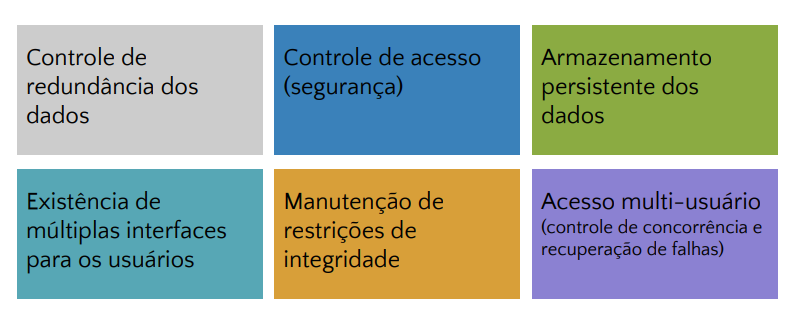 Controle de
redundância dos
dados
Controle de acesso
(segurança)
Armazenamento
persistente dos
dados
Existência de
múltiplas interfaces
para os usuários
Manutenção de
restrições de
integridade
Acesso multi-usuário
(controle de concorrência e
recuperação de falhas)